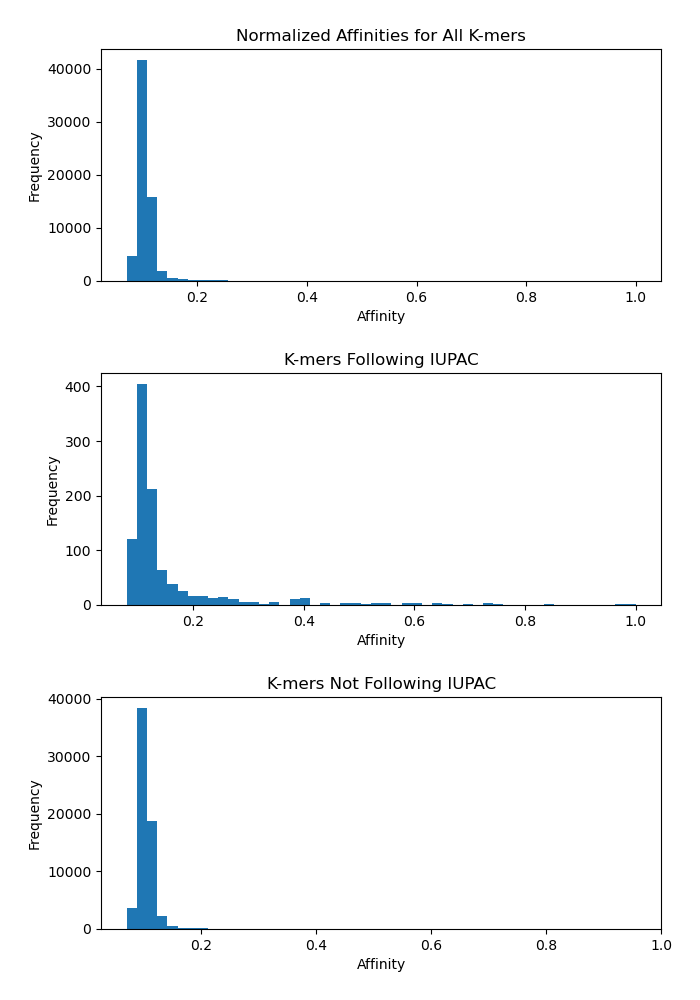 Normalized Affinities for All K-mers
40000
30000
20000
10000
0
Frequency
0.2 0.4 0.6 0.8 1.0
Affinity
K-mers Following IUPAC
400
300
200
100
0
Frequency
0.2 0.4 0.6 0.8 1.0
Affinity
K-mers Not Following IUPAC
40000
30000
20000
10000
0
Frequency
0.2 0.4 0.6 0.8 1.0
Affinity